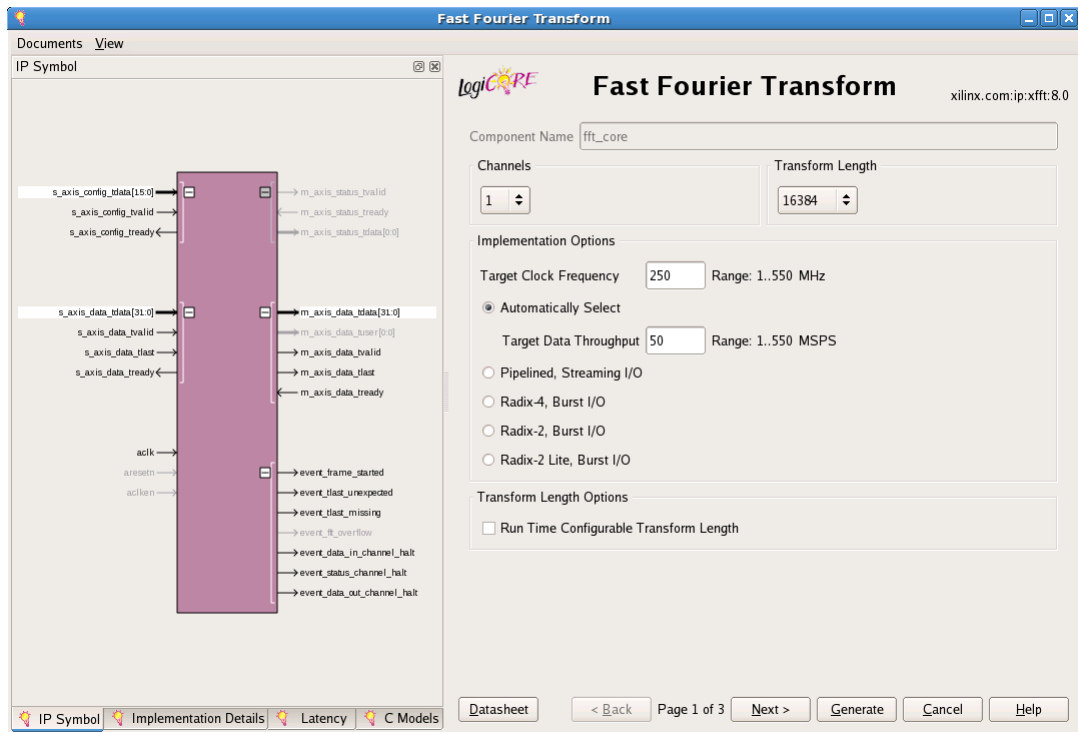 Fast Fourier Transform
Documents View
IP Symbol
s_axis_config_tdata[15:0]
s_axis_config_tvalid
s_axis_config_tready
s_axis_data_tdata[31:0]
s_axis_data_tvalid
s_axis_data_tlast
s_axis_data_tready
aclk
aresetn
aclken
m_axis_status_tvalid
m_axis_status_tready
m_axis_status_tdata[0:0]
m_axis_data_tdata[31:0]
m_axis_data_tuser[0:0]
m_axis_data_tvalid
m_axis_data_tlast
m_axis_data_tready
event_frame_started
event_tlast_unexpected
event_tlast_missing
event_fft_overflow
event_data_in_channel_halt
event_status_channel_halt
event_data_out_channel_halt
IP Symbol Implementation Details Latency C Models
LogiCORE
Fast Fourier Transform
xilinx.com:ip:xfft:8.0
Component Name fft_core
Channels
1
Transform Length
16384
Implementation Options
Target Clock Frequency 250 Range: 1..550 MHz
Automatically Select
Target Data Throughput 50 Range: 1..550 MSPS
Pipelined, Streaming I/O
Radix-4, Burst I/O
Radix-2, Burst I/O
Radix-2 Lite, Burst I/O
Transform Length Options
Run Time Configurable Transform Length
Datasheet < Back Page 1 of 3 Next > Generate Cancel Help